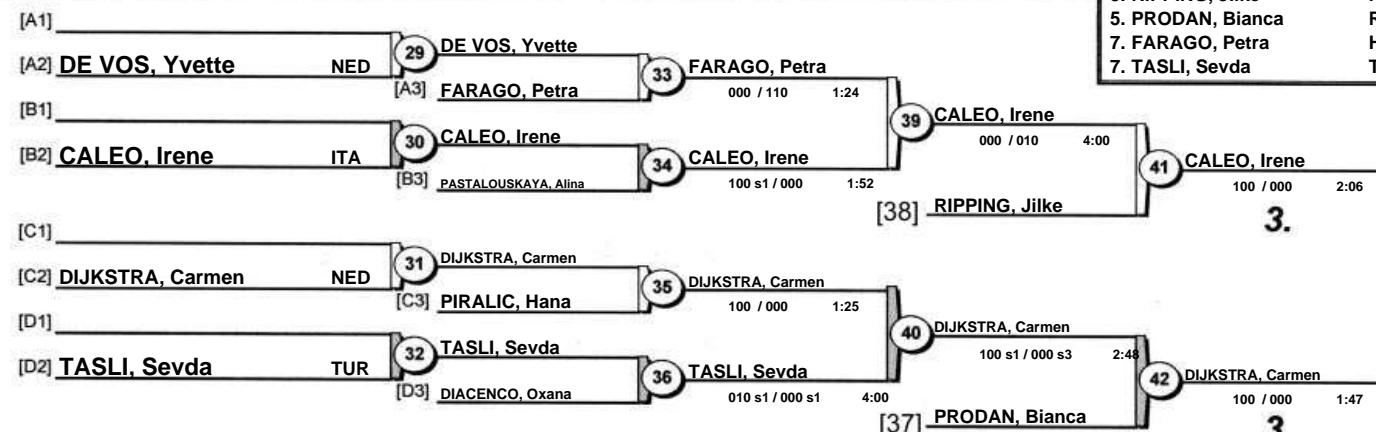 5. PRODAN, Bianca
7. FARAGO, Petra
7. TASLI, Sevda
[A1]
[A2] DE VOS, Yvette NED
29 DE VOS, Yvette
[A3] FARAGO, Petra
33 FARAGO, Petra
000 / 110 1:24
[B1]
[B2] CALEO, Irene ITA
30 CALEO, Irene
[B3] PASTALOUSKAYA, Alina
34 CALEO, Irene
100 s1 / 000 1:52
39 CALEO, Irene
000 / 010 4:00
[38] RIPPING, Jilke
41 CALEO, Irene
100 / 000 2:06
3.
[C1]
[C2] DIJKSTRA, Carmen NED
31 DIJKSTRA, Carmen
[C3] PIRALIC, Hana
35 DIJKSTRA, Carmen
100 / 000 1:25
[D1]
[D2] TASLI, Sevda TUR
32 TASLI, Sevda
[D3] DIACENCO, Oxana
36 TASLI, Sevda
010 s1 / 000 s1 4:00
40 DIJKSTRA, Carmen
100 s1 / 000 s3 2:48
[37] PRODAN, Bianca
42 DIJKSTRA, Carmen
100 / 000 1:47
3